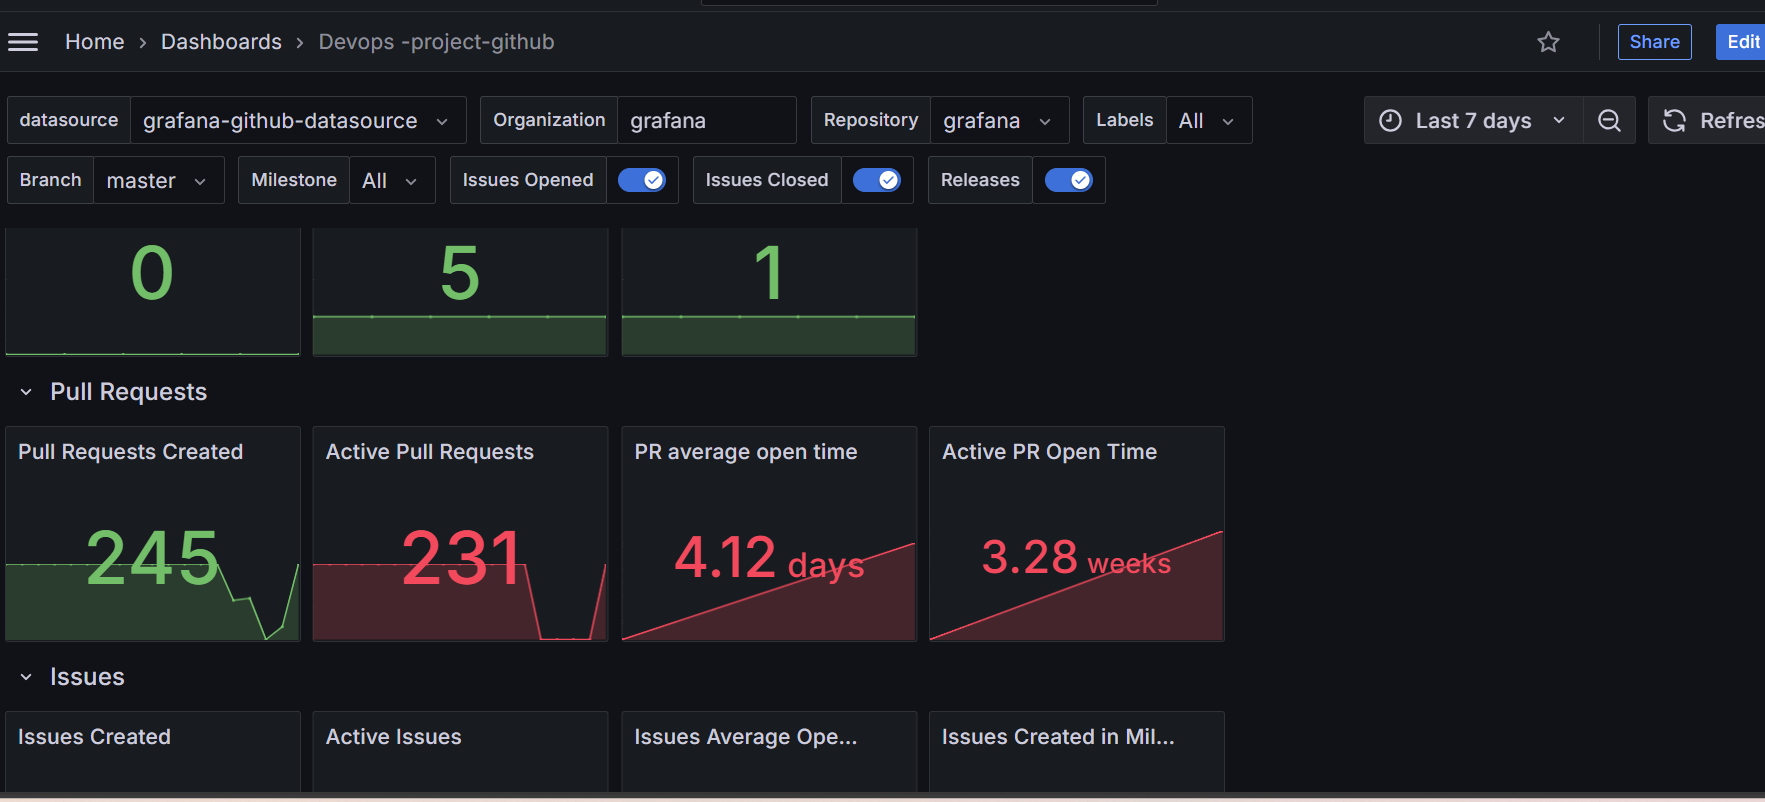 Home › Dashboards › Devops -project-github
Share
Edit
datasource grafana-github-datasource
Organization grafana
Repository grafana
Labels All
Last 7 days
Refres
Branch master
Milestone All
Issues Opened
Issues Closed
Releases
0
5
1
Pull Requests
Pull Requests Created
Active Pull Requests
PR average open time
Active PR Open Time
245
231
4.12 days
3.28 weeks
Issues
Issues Created
Active Issues
Issues Average Ope...
Issues Created in Mil...